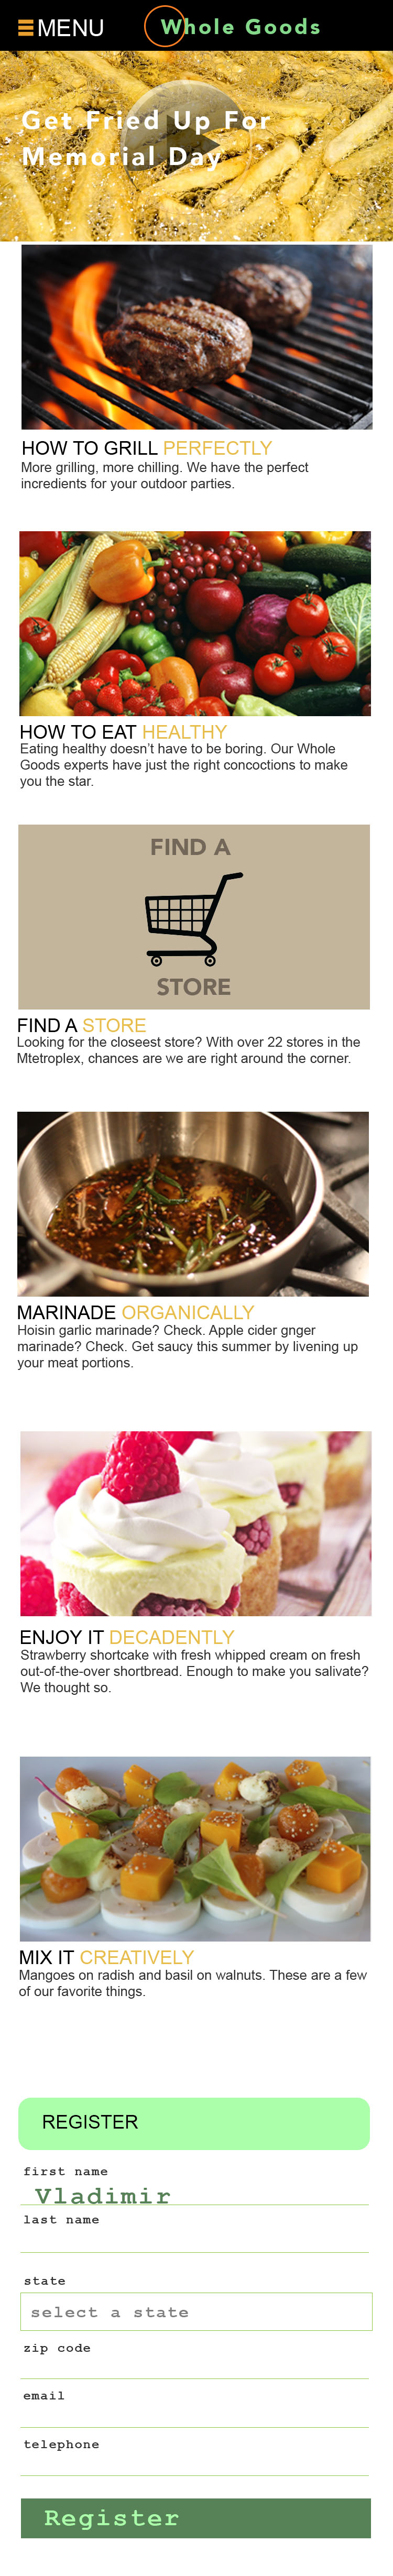 MENU
Whole Goods
Get Fried Up For
Memorial Day
HOW TO GRILL PERFECTLY
More grilling, more chilling. We have the perfect
incredients for your outdoor parties.
HOW TO EAT HEALTHY
Eating healthy doesn't have to be boring. Our Whole
Goods experts have just the right concoctions to make
you the star.
FIND A
STORE
FIND A STORE
Looking for the closeest store? With over 22 stores in the
Mtetroplex, chances are we are right around the corner.
MARINADE ORGANICALLY
Hoisin garlic marinade? Check. Apple cider gnger
marinade? Check. Get saucy this summer by livening up
your meat portions.
ENJOY IT DECADENTLY
Strawberry shortcake with fresh whipped cream on fresh
out-of-the-over shortbread. Enough to make you salivate?
We thought so.
MIX IT CREATIVELY
Mangoes on radish and basil on walnuts. These are a few
of our favorite things.
REGISTER
first name
Vladimir
last name
state
select a state
zip code
email
telephone
Register